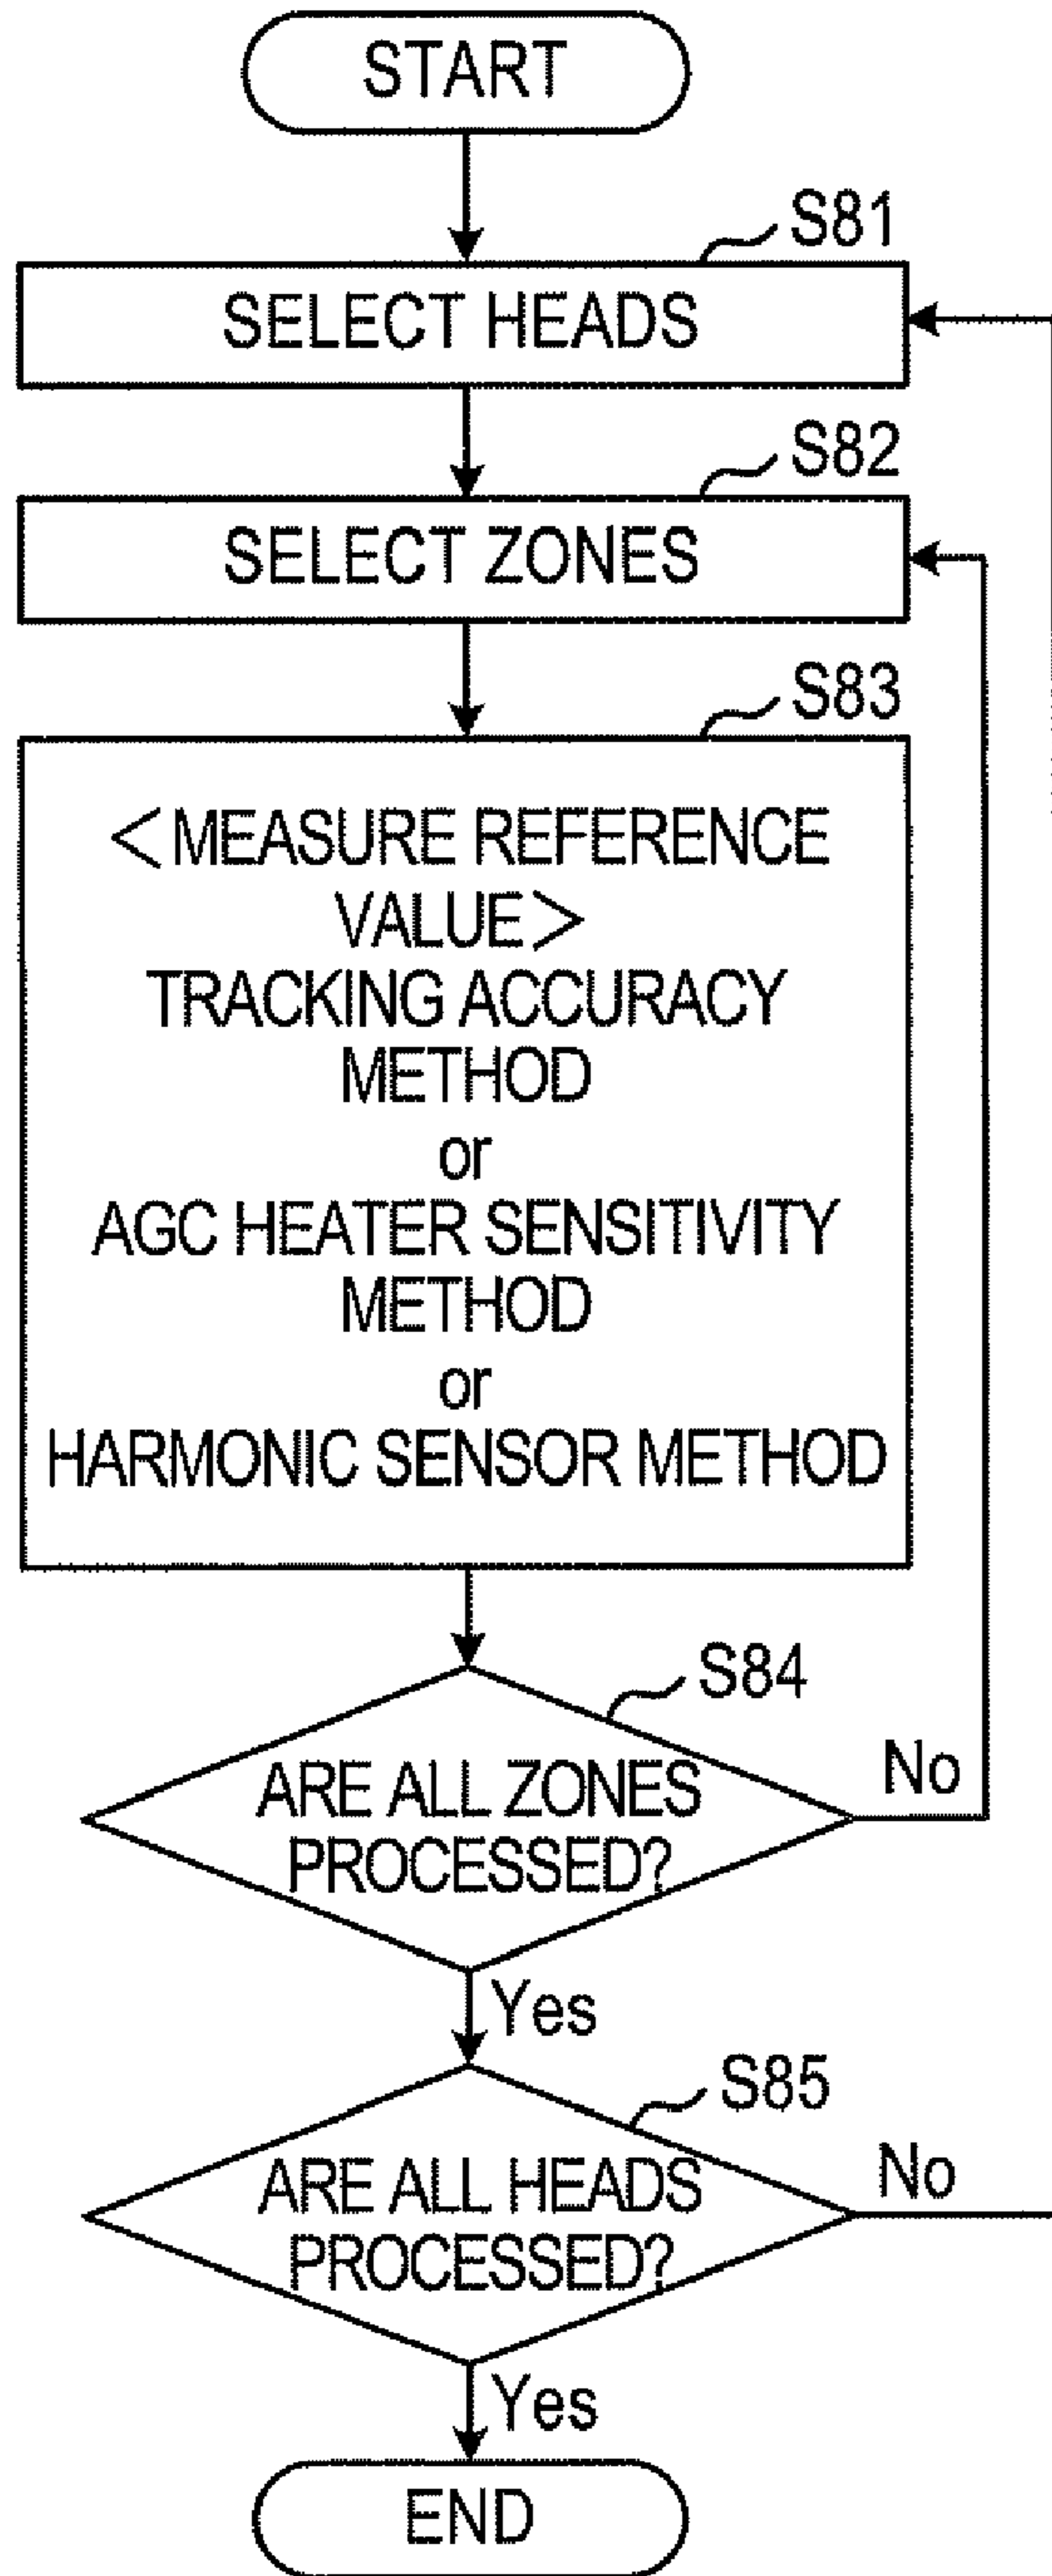 START
S81
SELECT HEADS
S82
SELECT ZONES
S83
<MEASURE REFERENCE
VALUE>
TRACKING ACCURACY
METHOD
or
AGC HEATER SENSITIVITY
METHOD
or
HARMONIC SENSOR METHOD
S84
ARE ALL ZONES
PROCESSED?
No
Yes
S85
ARE ALL HEADS
PROCESSED?
No
Yes
END